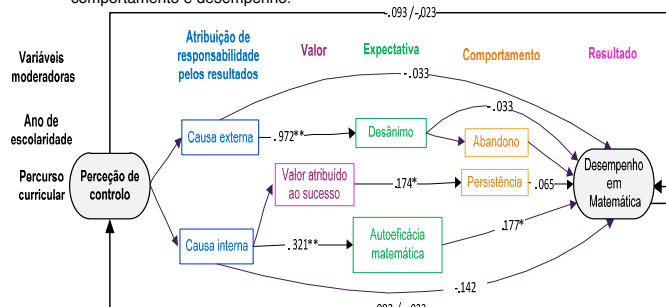 comportamento e desempenho.
-.093 /-,023
Variáveis
moderadoras
Atribuição de
responsabilidade
pelos resultados
Valor
Expectativa
Comportamento
Resultado
-.033
Ano de
escolaridade
Causa externa
.972**
Desânimo
-.033
Abandono
Percurso
curricular
Perceção de
controlo
Valor atribuído
ao sucesso
.174*
Persistência
.065
Desempenho
em
Matemática
Causa interna
.321**
Autoeficácia
matemática
.177*
-.142